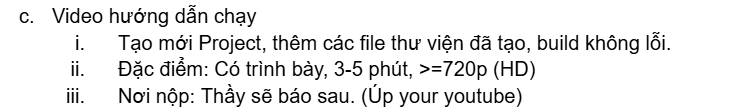 c. Video hướng dẫn chạy
i. Tạo mới Project, thêm các file thư viện đã tạo, build không lỗi.
ii. Đặc điểm: Có trình bày, 3-5 phút, >=720p (HD)
iii. Nơi nộp: Thầy sẽ báo sau. (Úp your youtube)